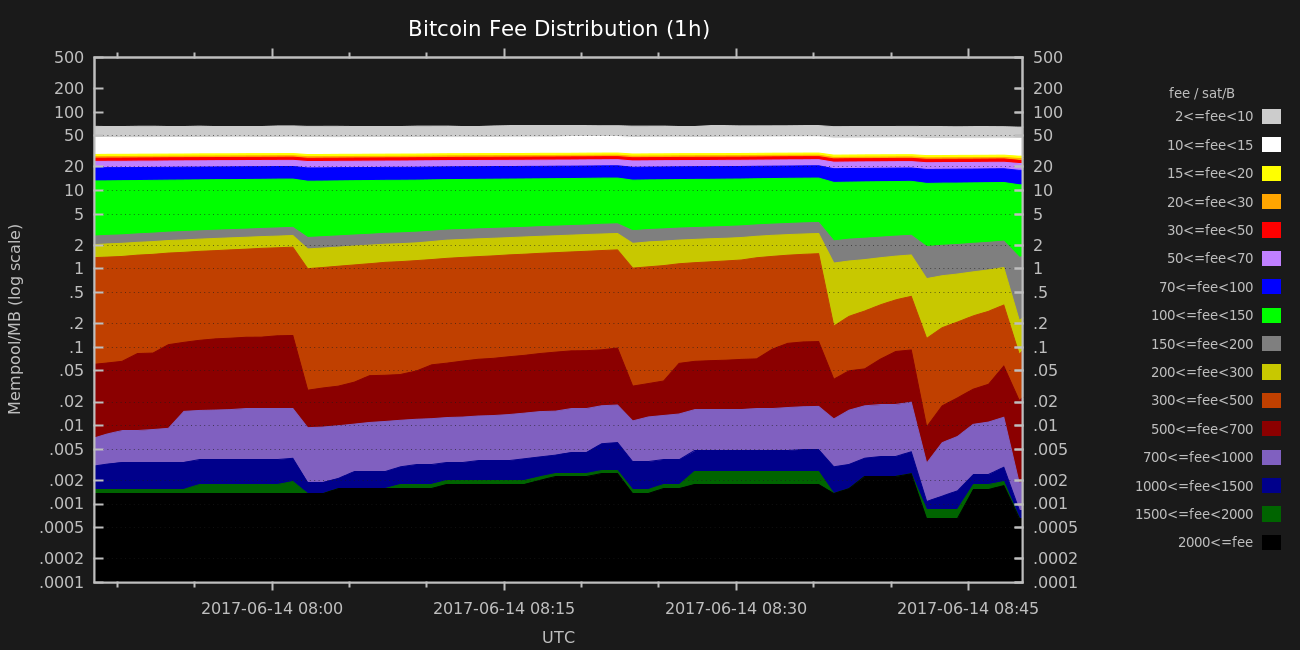 Bitcoin Fee Distribution (1h)
500 500
200 200
100 100
50 50
20 20
10 10
5 5
2 2
1 1
.5 .5
.2 .2
.1 .1
.05 .05
.02 .02
.01 .01
.005 .005
.002 .002
.001 .001
.0005 .0005
.0002 .0002
.0001 .0001
Mempool/MB (log scale)
2017-06-14 08:00 2017-06-14 08:15 2017-06-14 08:30 2017-06-14 08:45
UTC
fee / sat/B
2<=fee<10
10<=fee<15
15<=fee<20
20<=fee<30
30<=fee<50
50<=fee<70
70<=fee<100
100<=fee<150
150<=fee<200
200<=fee<300
300<=fee<500
500<=fee<700
700<=fee<1000
1000<=fee<1500
1500<=fee<2000
2000<=fee